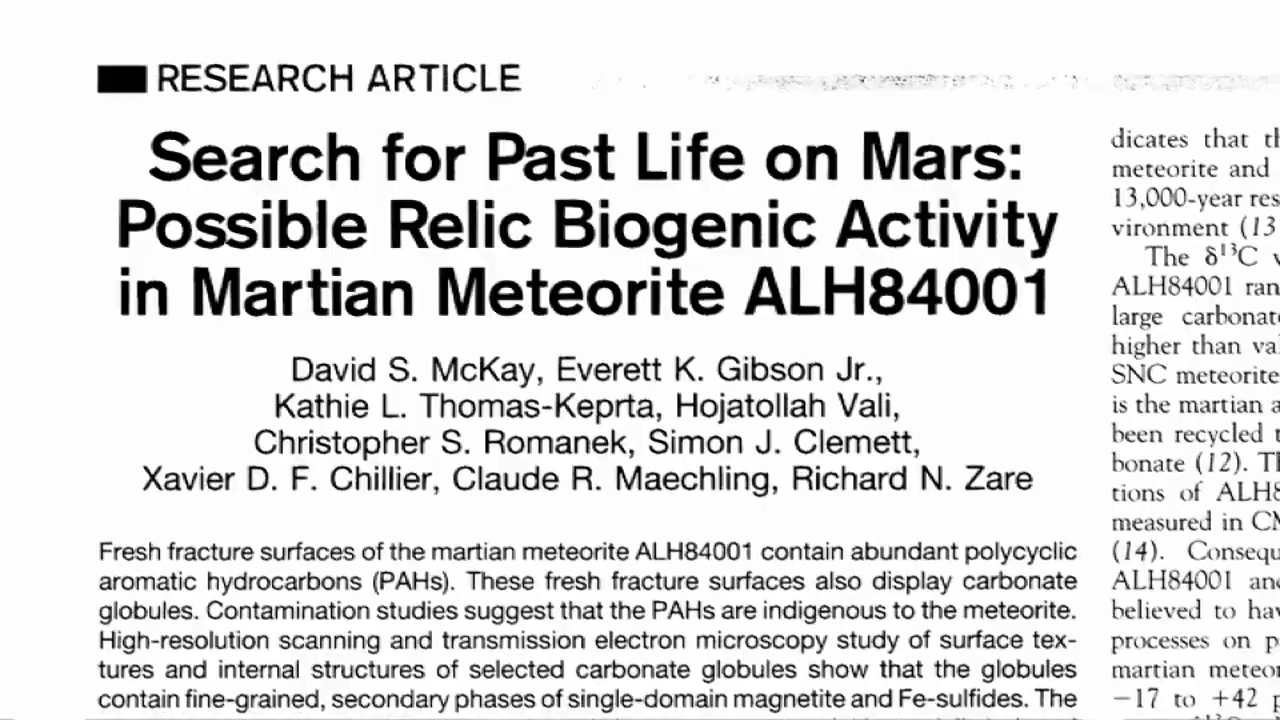 RESEARCH ARTICLE
Search for Past Life on Mars:
Possible Relic Biogenic Activity
in Martian Meteorite ALH84001
David S. McKay, Everett K. Gibson Jr.,
Kathie L. Thomas-Keprta, Hojatollah Vali,
Christopher S. Romanek, Simon J. Clemett,
Xavier D. F. Chillier, Claude R. Maechling, Richard N. Zare
Fresh fracture surfaces of the martian meteorite ALH84001 contain abundant polycyclic
aromatic hydrocarbons (PAHs). These fresh fracture surfaces also display carbonate
globules. Contamination studies suggest that the PAHs are indigenous to the meteorite.
High-resolution scanning and transmission electron microscopy study of surface tex-
tures and internal structures of selected carbonate globules show that the globules
contain fine-grained, secondary phases of single-domain magnetite and Fe-sulfides. The
dicates that
meteorite and
13,000-year
vironment (13
The δ¹³C
ALH84001
large
higher than
SNC meteorite
is the martian
been recycled
bonate (12).
tions of
measured in
(14).
ALH84001
believed to
processes on
martian
−17 to +42